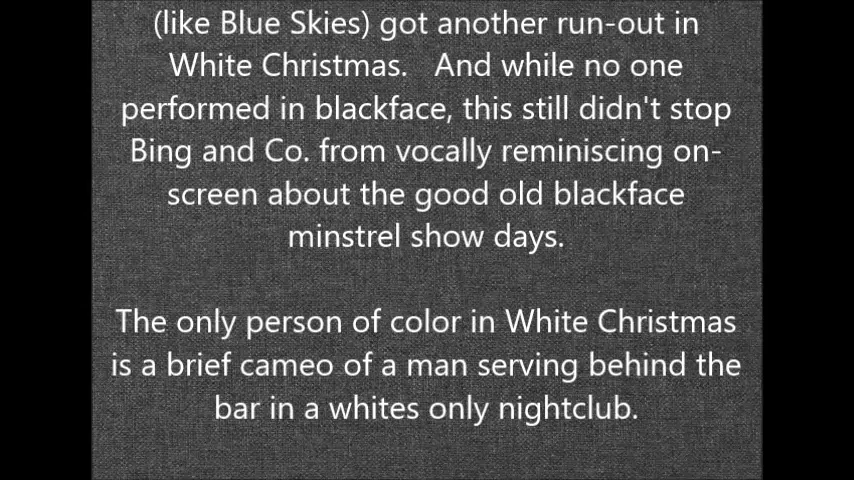 (like Blue Skies) got another run-out in
White Christmas.   And while no one
performed in blackface, this still didn't stop
Bing and Co. from vocally reminiscing on-
screen about the good old blackface
minstrel show days.
The only person of color in White Christmas
is a brief cameo of a man serving behind the
bar in a whites only nightclub.